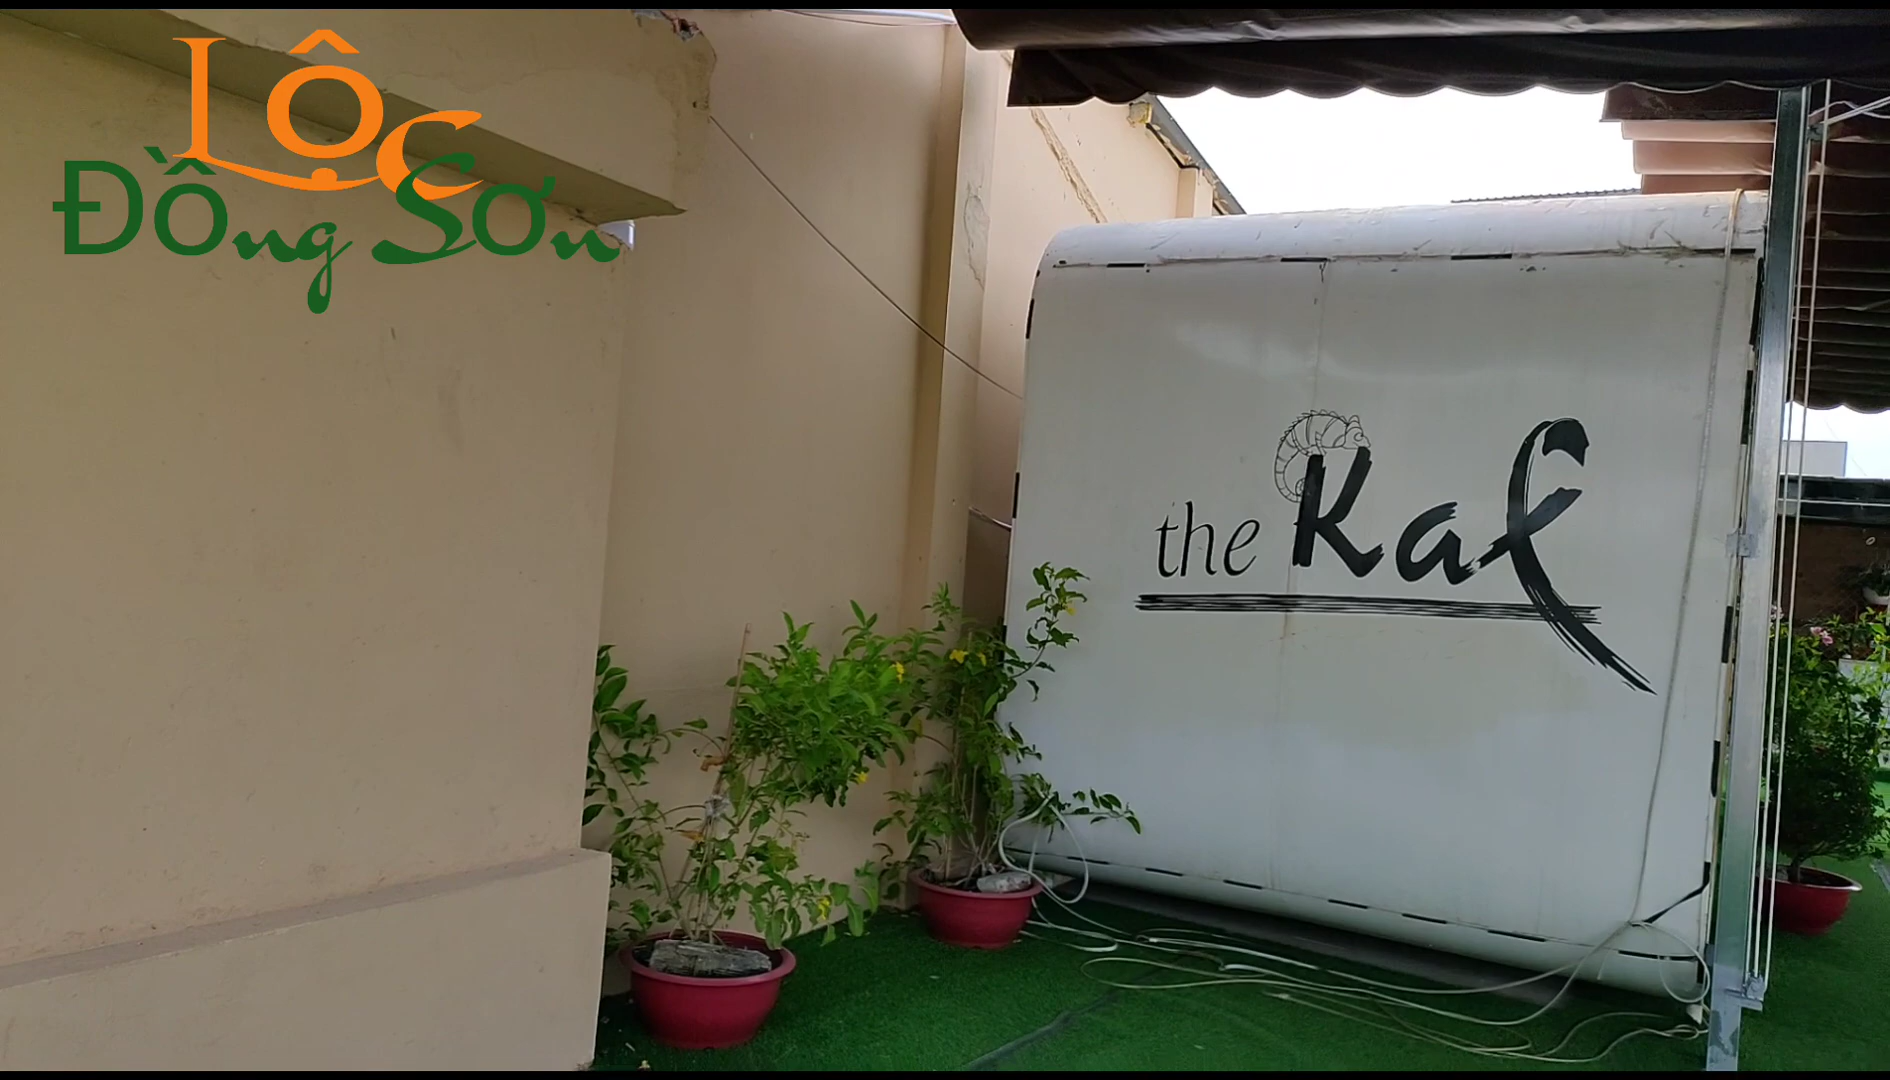 LỘC
Đồng Sơn
the Kaf